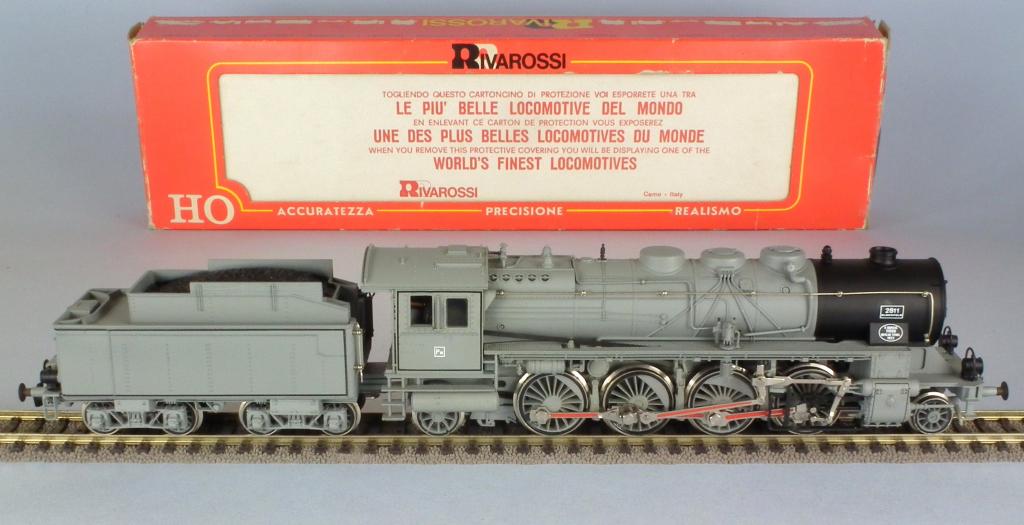 RIVAROSSI
RIVAROSSI
TOGLIENDO QUESTO CARTONCINO DI PROTEZIONE VOI ESPORRETE UNA TRA
LE PIU' BELLE LOCOMOTIVE DEL MONDO
EN ENLEVANT CE CARTON DE PROTECTION VOUS EXPOSEREZ
UNE DES PLUS BELLES LOCOMOTIVES DU MONDE
WHEN YOU REMOVE THIS PROTECTIVE COVERING YOU WILL BE DISPLAYING ONE OF THE
WORLD'S FINEST LOCOMOTIVES
RIVAROSSI
Como - Italy
HO
ACCURATEZZA
PRECISIONE
REALISMO
2811